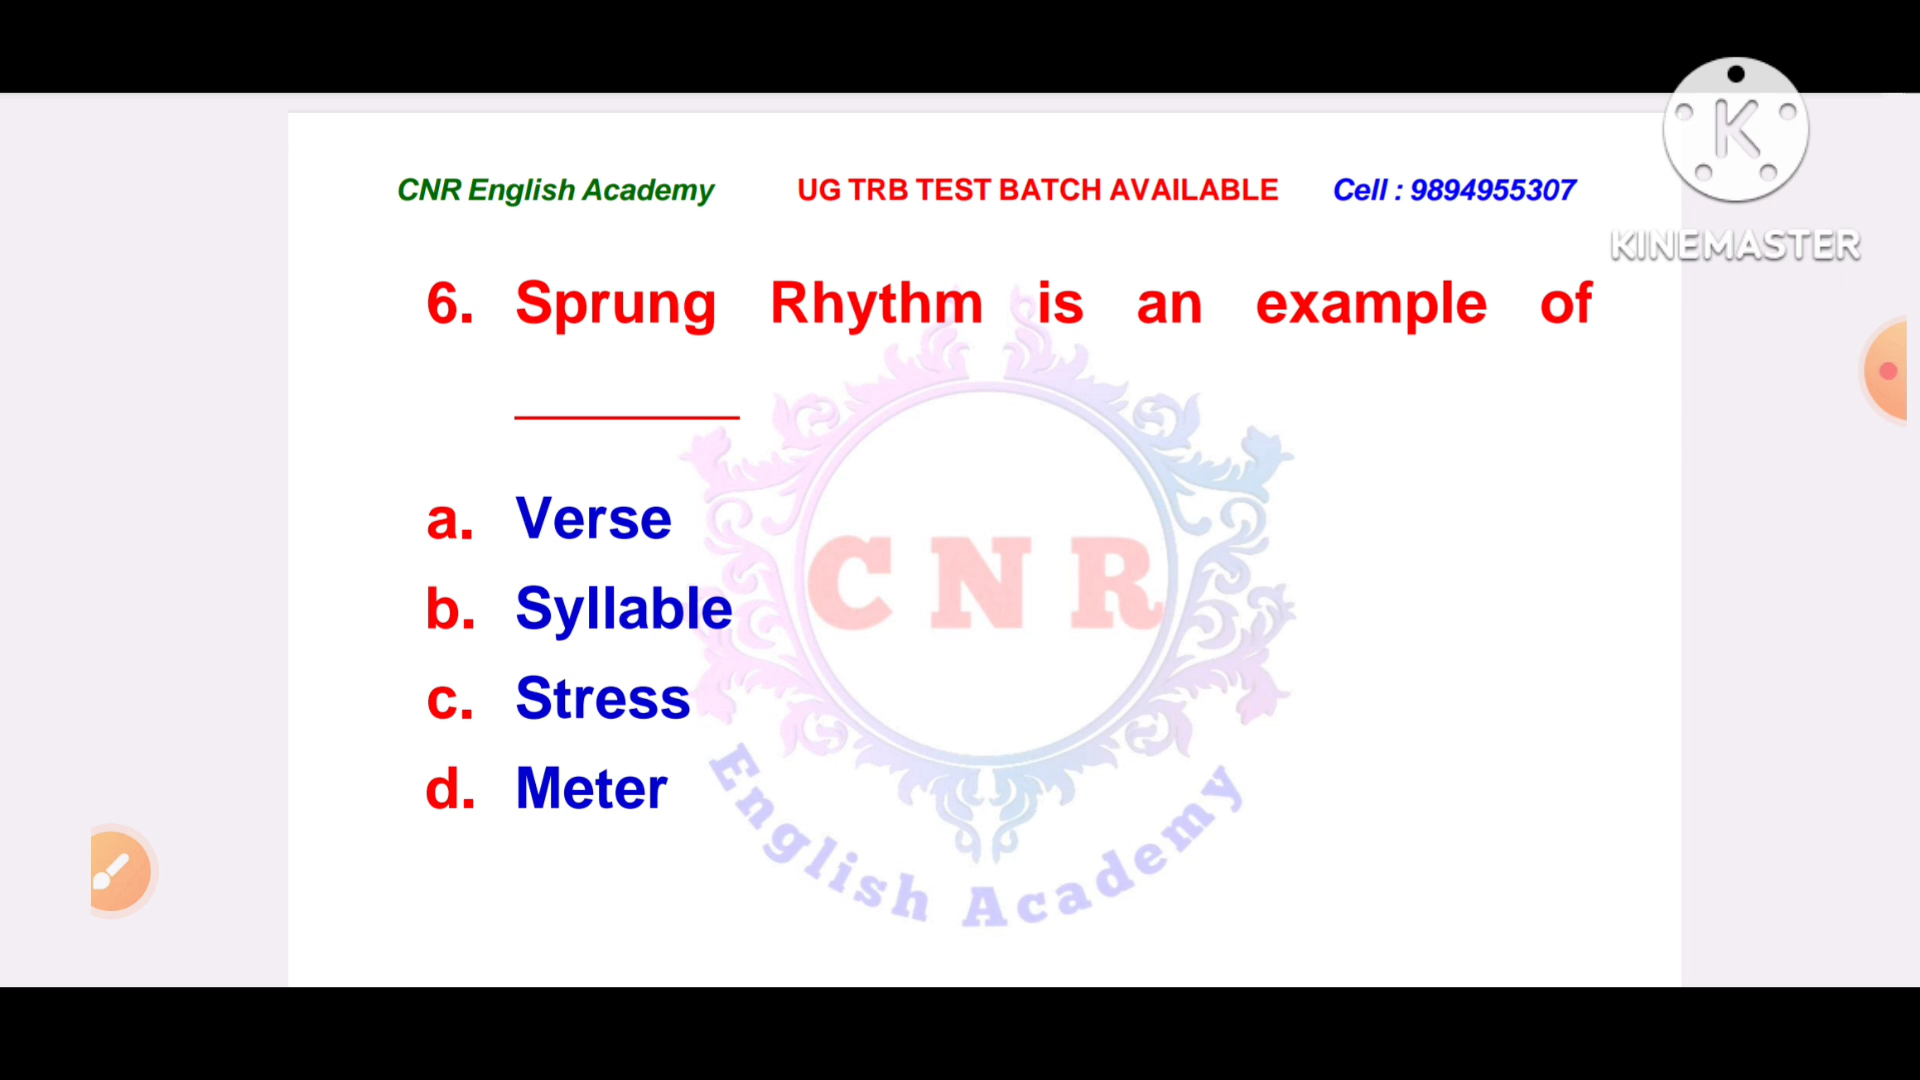 KINEMASTER
CNR English Academy UG TRB TEST BATCH AVAILABLE Cell : 9894955307
6. Sprung Rhythm is an example of
__________
a. Verse
b. Syllable
c. Stress
d. Meter
C N R
English Academy